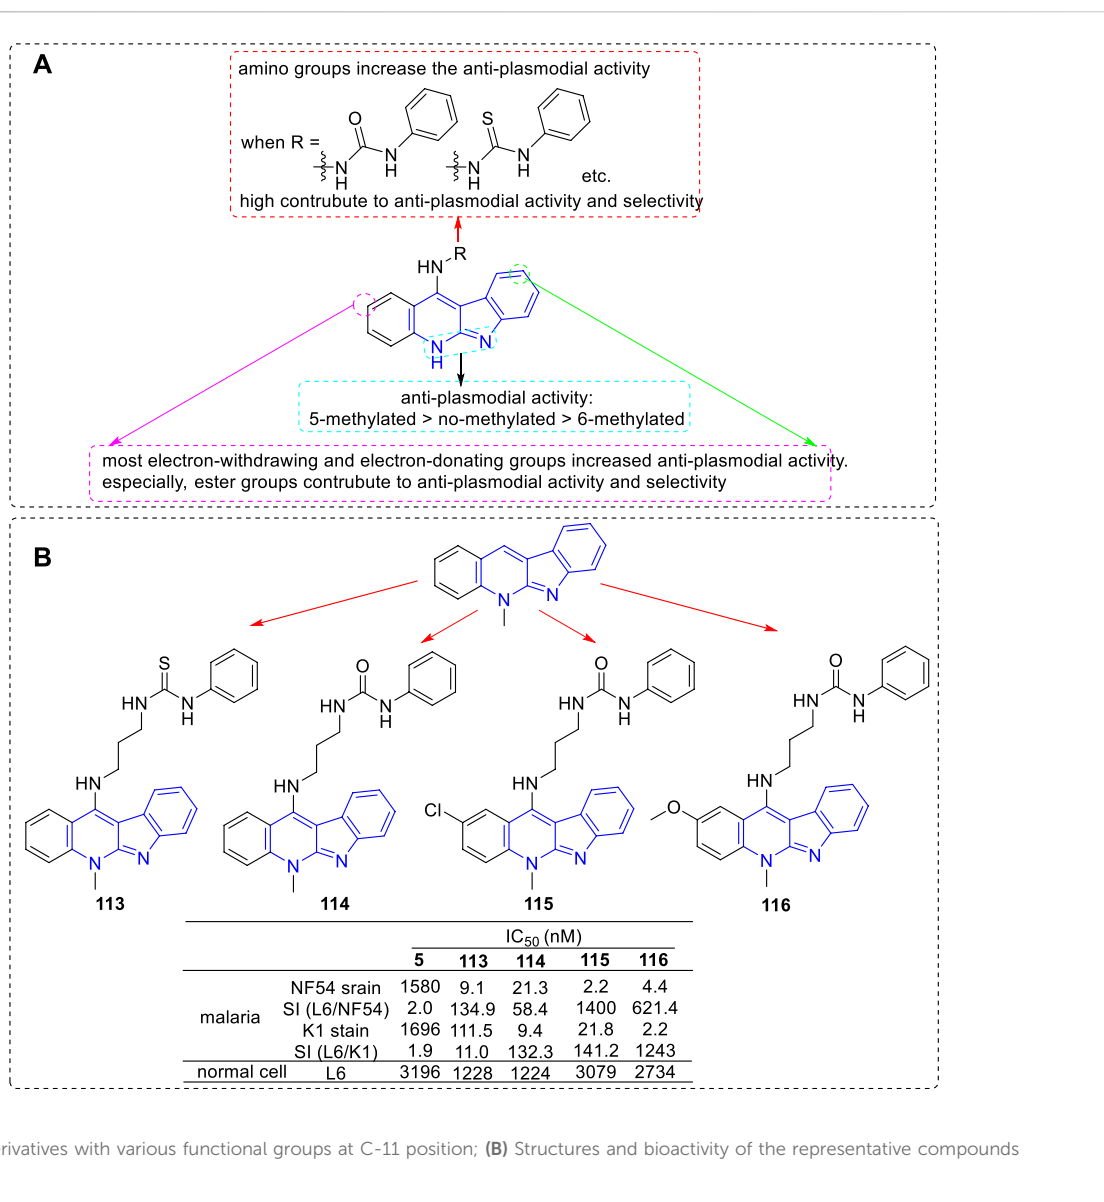 A
amino groups increase the anti-plasmodial activity
when R =
O
N
H
N
H
S
N
H
N
H
etc.
high contrubute to anti-plasmodial activity and selectivity
HN
R
N
H
N
anti-plasmodial activity:
5-methylated > no-methylated > 6-methylated
most electron-withdrawing and electron-donating groups increased anti-plasmodial activity.
especially, ester groups contrubute to anti-plasmodial activity and selectivity
B
N
N
S
HN
N
H
HN
N
N
113
O
HN
N
H
HN
N
N
114
O
HN
N
H
HN
Cl
N
N
115
O
HN
N
H
HN
O
N
N
116
IC50 (nM)
5 113 114 115 116
malaria
NF54 srain 1580 9.1 21.3 2.2 4.4
SI (L6/NF54) 2.0 134.9 58.4 1400 621.4
K1 stain 1696 111.5 9.4 21.8 2.2
SI (L6/K1) 1.9 11.0 132.3 141.2 1243
normal cell L6 3196 1228 1224 3079 2734
rivatives with various functional groups at C-11 position; (B) Structures and bioactivity of the representative compounds